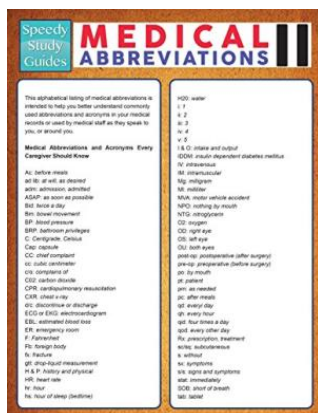 Speedy
Study
Guides
MEDICAL
ABBREVIATIONS
II
This alphabetical listing of medical abbreviations is
intended to help you better understand commonly
used abbreviations and acronyms in your medical
records or used by medical staff as they speak to
you, or around you.
Medical Abbreviations and Acronyms Every
Caregiver Should Know
Ac: before meals
ad lib: at will, as desired
adm: admission, admitted
ASAP: as soon as possible
Bid: twice a day
Bm: bowel movement
BP: blood pressure
BRP: bathroom privileges
C: Centigrade, Celsius
Cap: capsule
CC: chief complaint
cc: cubic centimeter
c/o: complains of
C02: carbon dioxide
CPR: cardiopulmonary resuscitation
CXR: chest x-ray
d/c: discontinue or discharge
ECG or EKG: electrocardiogram
EBL: estimated blood loss
ER: emergency room
F: Fahrenheit
Fb: foreign body
fx: fracture
gtt: drop-liquid measurement
H & P: history and physical
HR: heart rate
hr: hour
hs: hour of sleep (bedtime)
H20: water
i: 1
ii: 2
iii: 3
iv: 4
v: 5
I & O: intake and output
IDDM: insulin dependent diabetes mellitus
IV: intravenous
IM: intramuscular
Mg: milligram
Ml: milliliter
MVA: motor vehicle accident
NPO: nothing by mouth
NTG: nitroglycerin
O2: oxygen
OD: right eye
OS: left eye
OU: both eyes
post-op: postoperative (after surgery)
pre-op: preoperative (before surgery)
po: by mouth
pt: patient
prn: as needed
pc: after meals
qd: every day
qh: every hour
qid: four times a day
qod: every other day
Rx: prescription, treatment
sc/sq: subcutaneous
s: without
sx: symptoms
s/s: signs and symptoms
stat: immediately
SOB: short of breath
tab: tablet